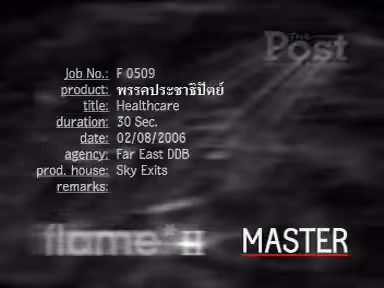 THE
Post
Job No.: F 0509
product: พรรคประชาธิปัตย์
title: Healthcare
duration: 30 Sec.
date: 02/08/2006
agency: Far East DDB
prod. house: Sky Exits
remarks:
flame*II
MASTER